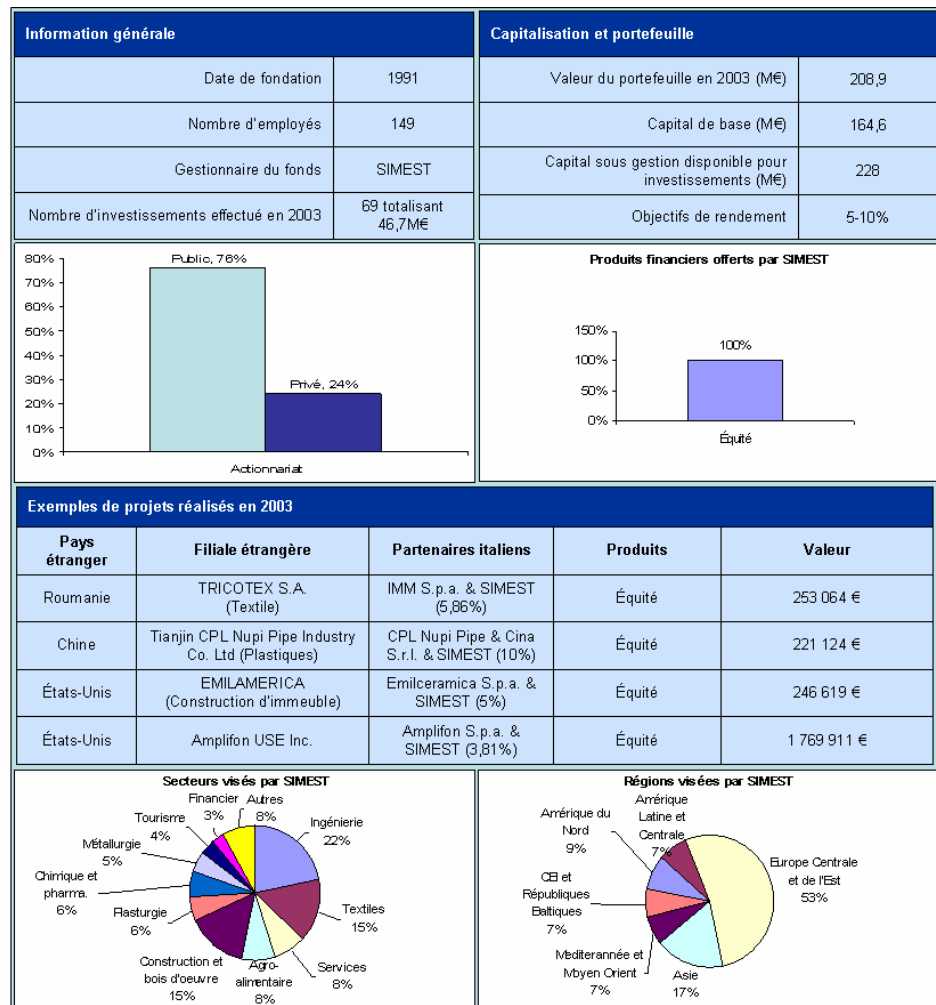 Information générale
Date de fondation 1991
Nombre d'employés 149
Gestionnaire du fonds SIMEST
Nombre d'investissements effectué en 2003 69 totalisant
46,7M€
Capitalisation et portefeuille
Valeur du portefeuille en 2003 (M€) 208,9
Capital de base (M€) 164,6
Capital sous gestion disponible pour
investissements (M€) 228
Objectifs de rendement 5-10%
80%
70%
60%
50%
40%
30%
20%
10%
0%
Public, 76%
Privé, 24%
Actionnariat
Produits financiers offerts par SIMEST
150%
100%
50%
0%
100%
Équité
Exemples de projets réalisés en 2003
Pays
étranger
Filiale étrangère
Partenaires italiens
Produits
Valeur
Roumanie
TRICOTEX S.A.
(Textile)
IMM S.p.a. & SIMEST
(5,86%)
Équité
253 064 €
Chine
Tianjin CPL Nupi Pipe Industry
Co. Ltd (Plastiques)
CPL Nupi Pipe & Cina
S.r.l. & SIMEST (10%)
Équité
221 124 €
États-Unis
EMILAMERICA
(Construction d'immeuble)
Emilceramica S.p.a. &
SIMEST (5%)
Équité
246 619 €
États-Unis
Amplifon USE Inc.
Amplifon S.p.a. &
SIMEST (3,81%)
Équité
1 769 911 €
Secteurs visés par SIMEST
Financier
3%
Autres
8%
Tourisme
4%
Ingénierie
22%
Métallurgie
5%
Chimique et
pharma.
6%
Plasturgie
6%
Textiles
15%
Construction et
bois d'oeuvre
15%
Agro-
alimentaire
8%
Services
8%
Régions visées par SIMEST
Amérique
Latine et
Centrale
7%
Amérique du
Nord
9%
Europe Centrale
et de l'Est
53%
CEI et
Républiques
Baltiques
7%
Mediterannée et
Moyen Orient
7%
Asie
17%